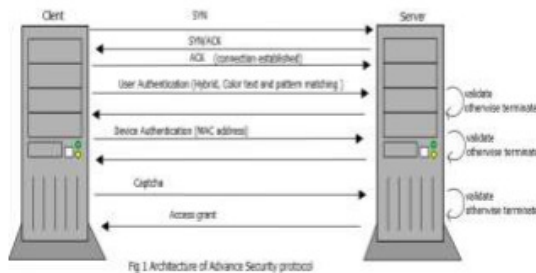 Client
Server
SYN
SYN/ACK
ACK (connection-established)
User Authentication (Hybrid, Color text and pattern matching )
validate
otherwise terminate
Device Authentication (MAC address)
validate
otherwise terminate
Captcha
validate
otherwise terminate
Access grant
Fig 1 Architecture of Advance Security protocol